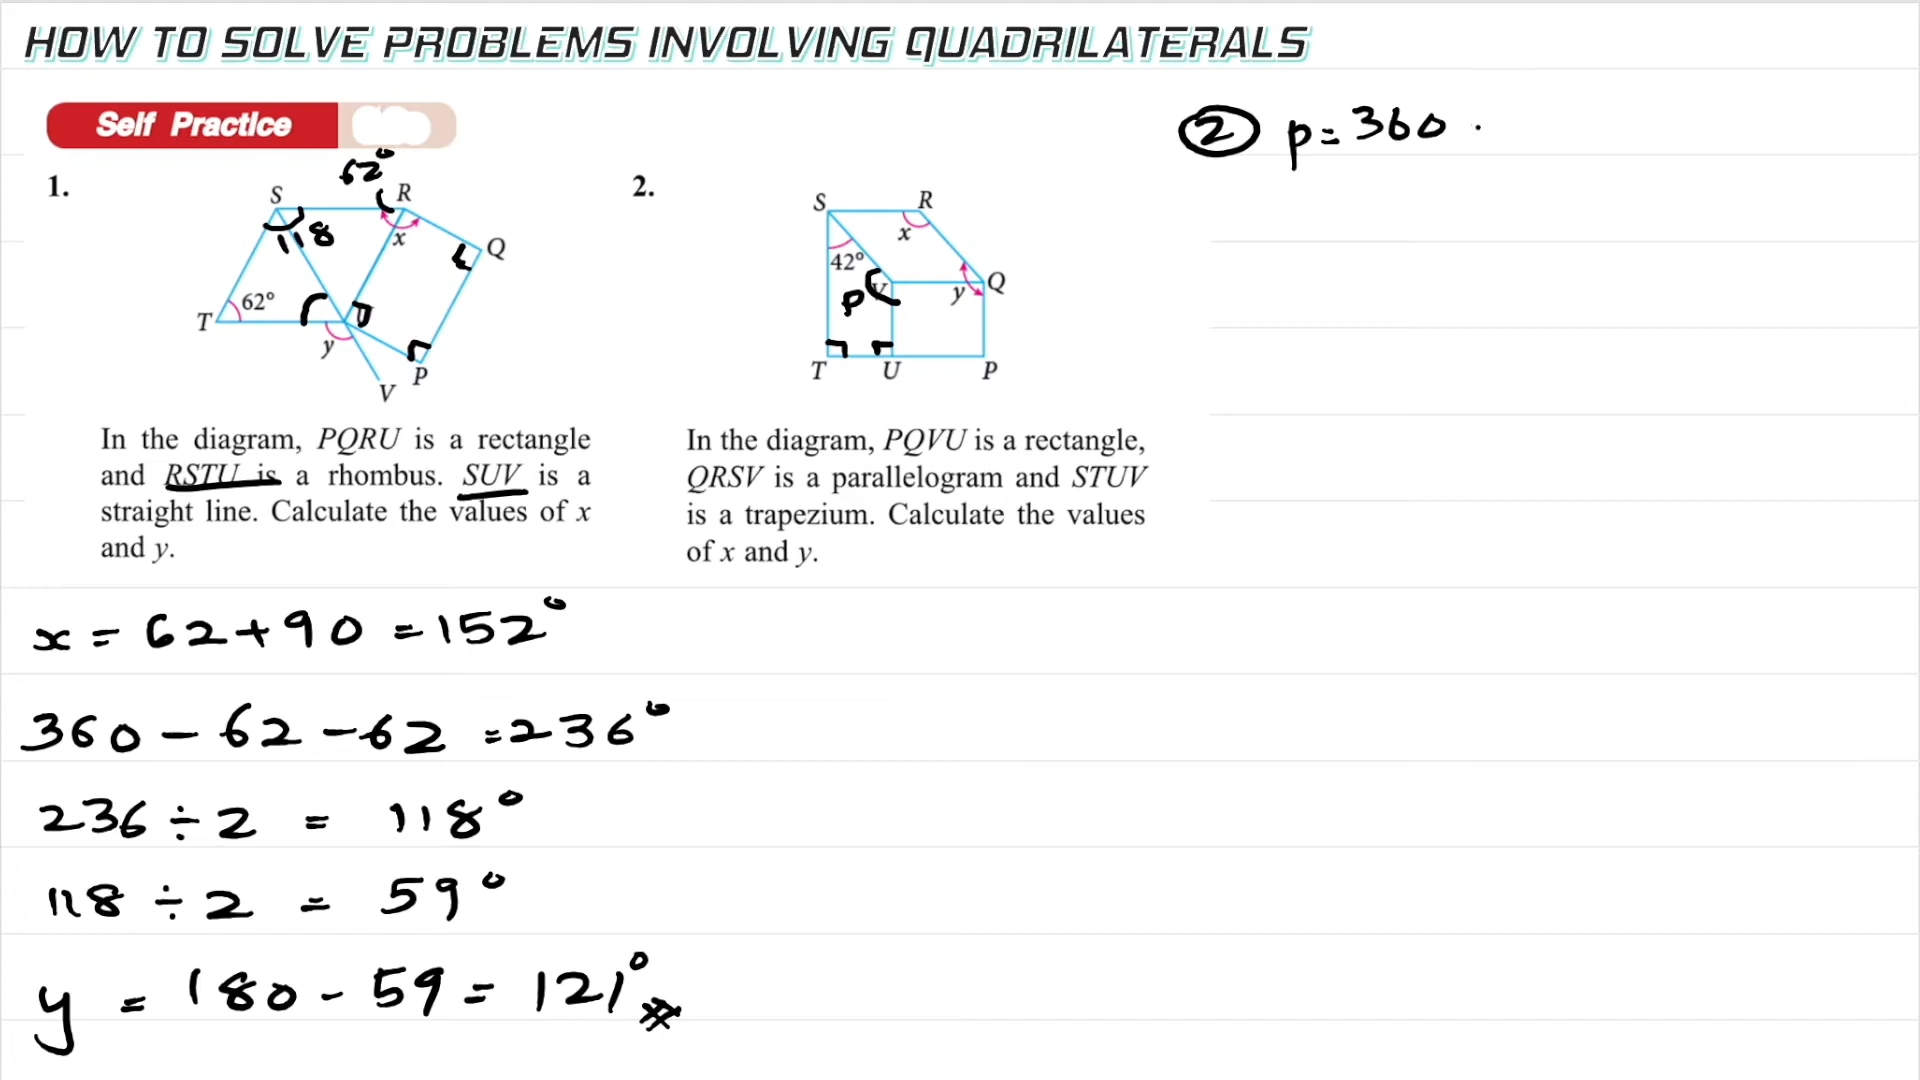 HOW TO SOLVE PROBLEMS INVOLVING QUADRILATERALS
Self Practice
② p = 360 .
1.
62°
S
R
118
x
Q
62°
T
y
P
V
2.
S
R
x
42°
V
Q
P
y
T
U
P
In the diagram, PQRU is a rectangle
and RSTU is a rhombus. SUV is a
straight line. Calculate the values of x
and y.
In the diagram, PQVU is a rectangle,
QRSV is a parallelogram and STUV
is a trapezium. Calculate the values
of x and y.
x = 62 + 90 = 152°
360 - 62 - 62 = 236°
236 ÷ 2 = 118°
118 ÷ 2 = 59°
y = 180 - 59 = 121°